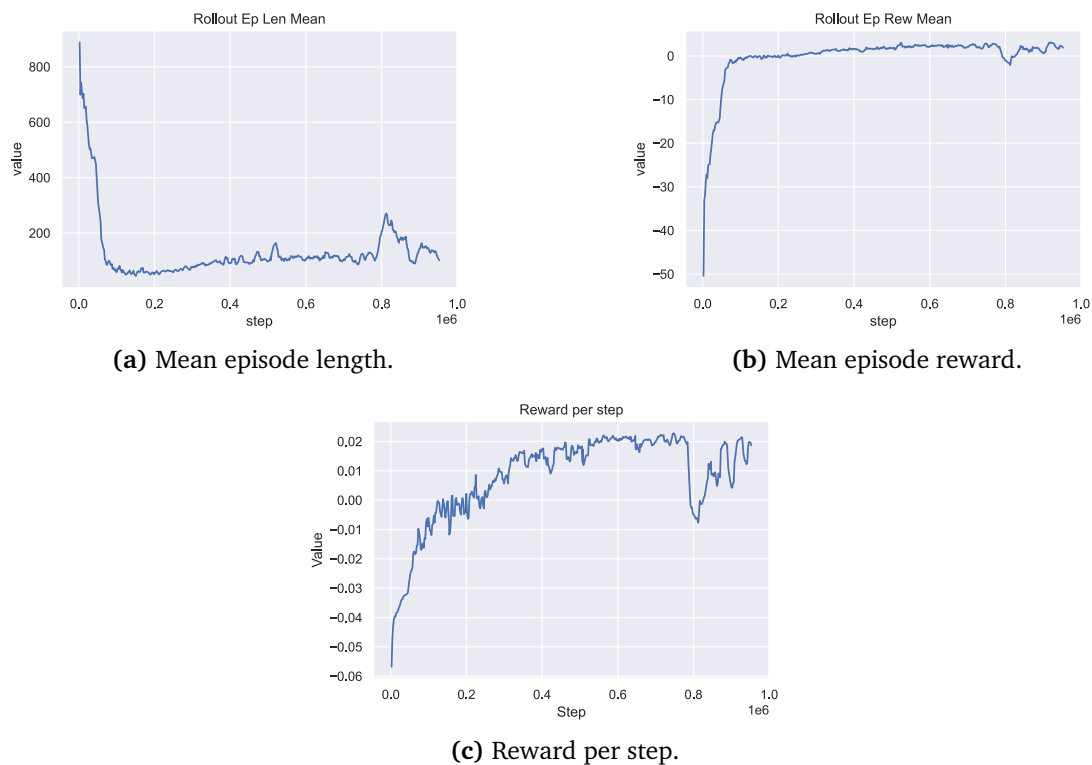 Rollout Ep Len Mean
800
600
400
200
value
0.0 0.2 0.4 0.6 0.8 1.0
1e6
step
(a) Mean episode length.
Rollout Ep Rew Mean
0
−10
−20
−30
−40
−50
value
0.0 0.2 0.4 0.6 0.8 1.0
1e6
step
(b) Mean episode reward.
Reward per step
0.02
0.01
0.00
−0.01
−0.02
−0.03
−0.04
−0.05
−0.06
Value
0.0 0.2 0.4 0.6 0.8 1.0
1e6
Step
(c) Reward per step.